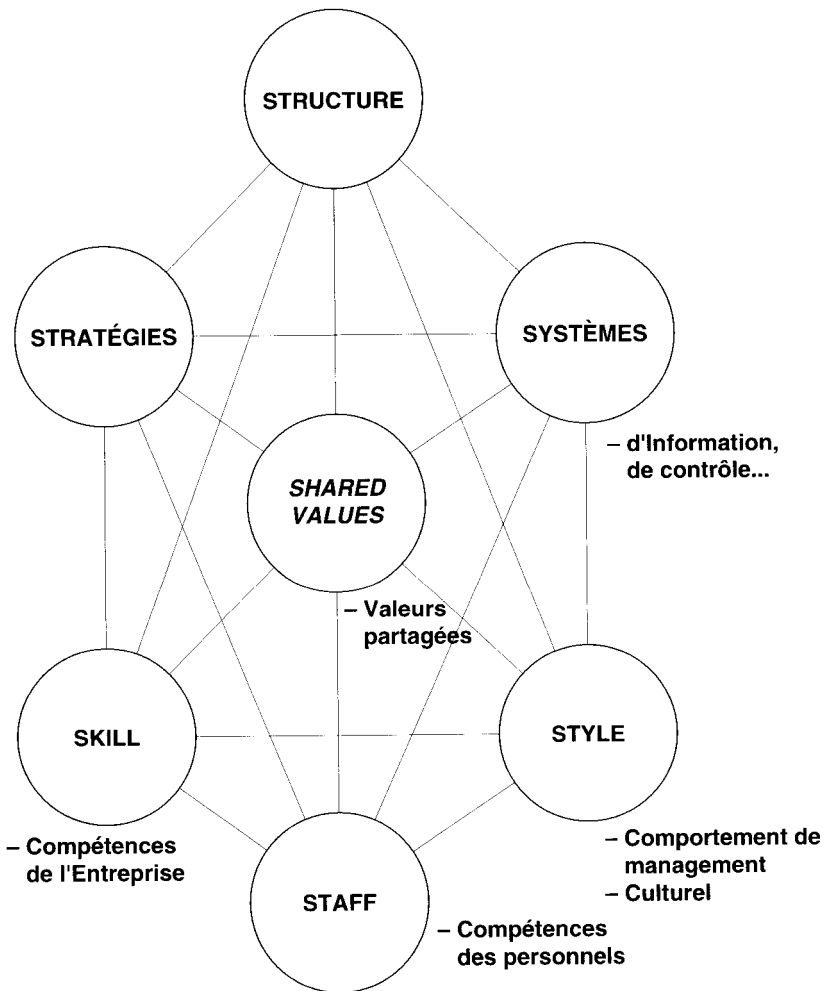 STRUCTURE
STRATÉGIES
SYSTÈMES
– d'Information,
de contrôle...
SHARED
VALUES
– Valeurs
partagées
SKILL
– Compétences
de l'Entreprise
STYLE
– Comportement de
management
– Culturel
STAFF
– Compétences
des personnels